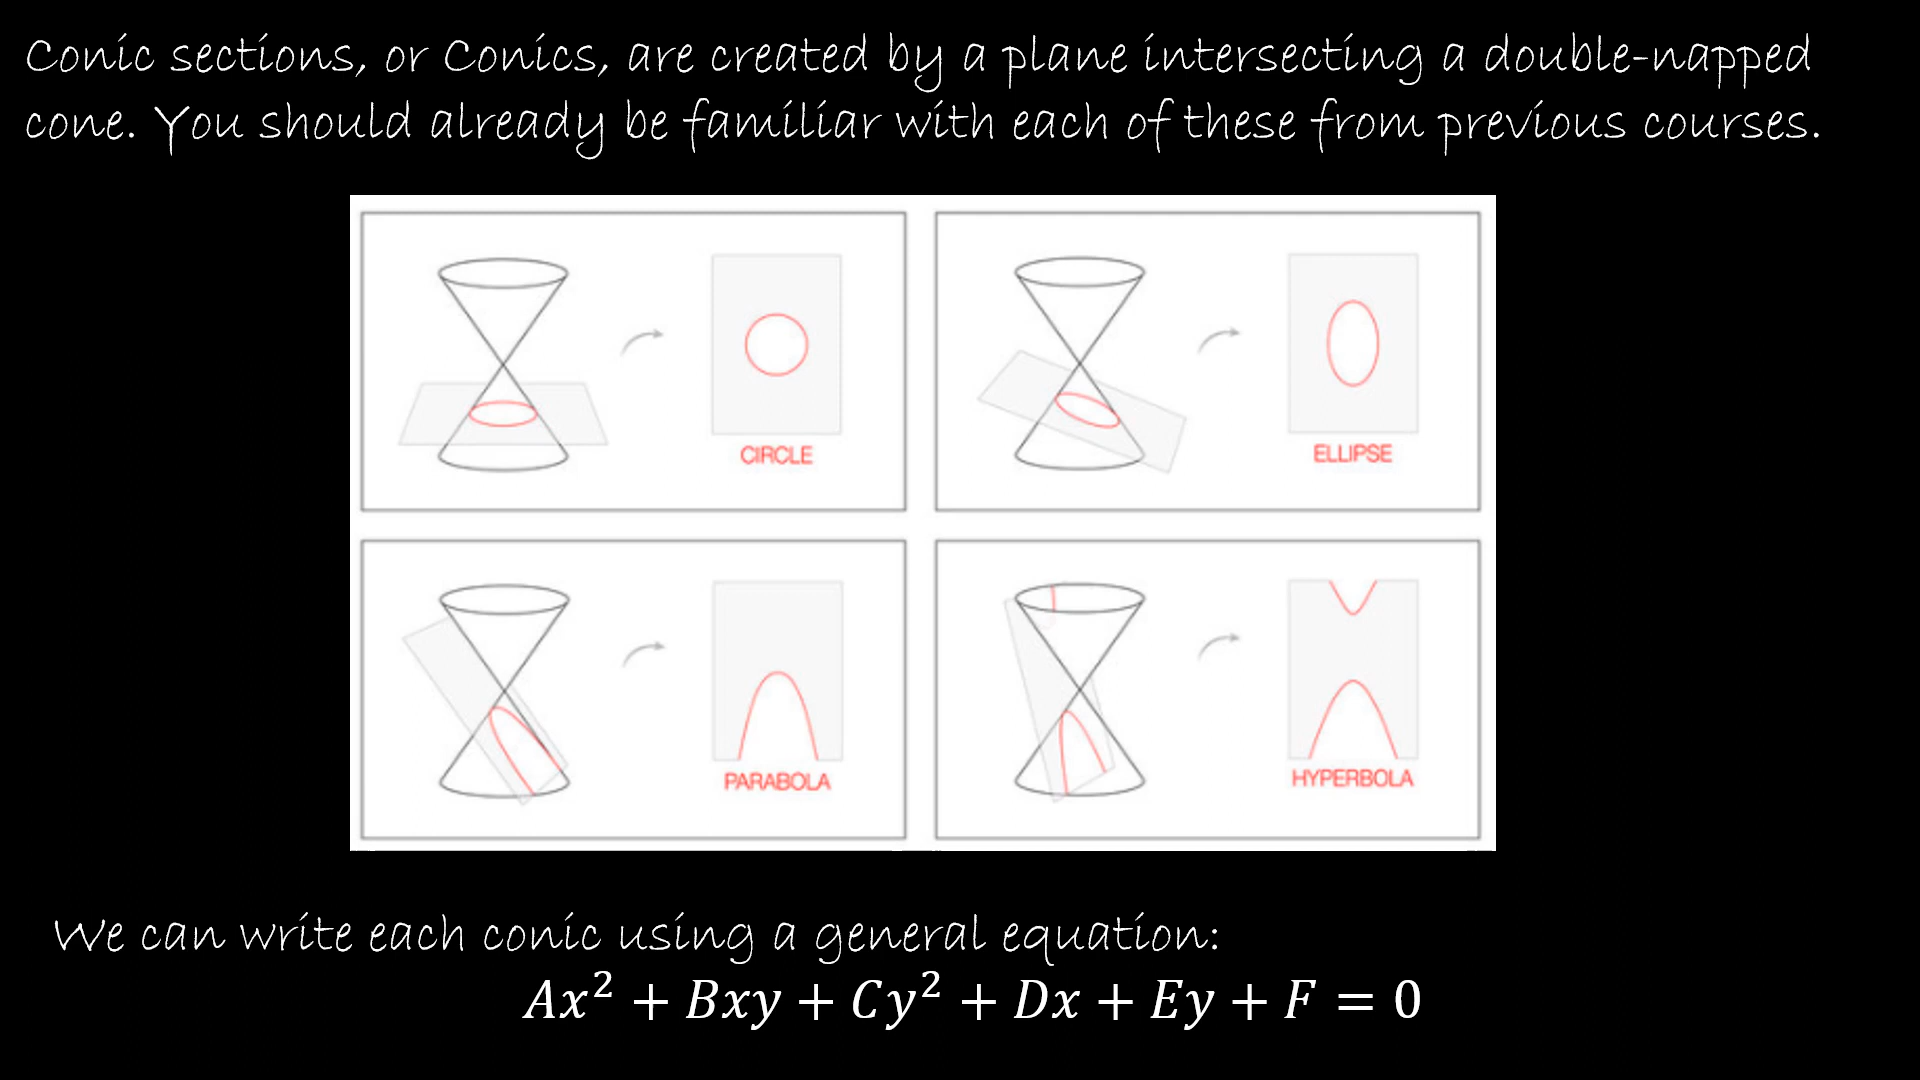 Conic sections, or Conics, are created by a plane intersecting a double-napped
cone. You should already be familiar with each of these from previous courses.
CIRCLE
ELLIPSE
PARABOLA
HYPERBOLA
We can write each conic using a general equation:
Ax² + Bxy + Cy² + Dx + Ey + F = 0